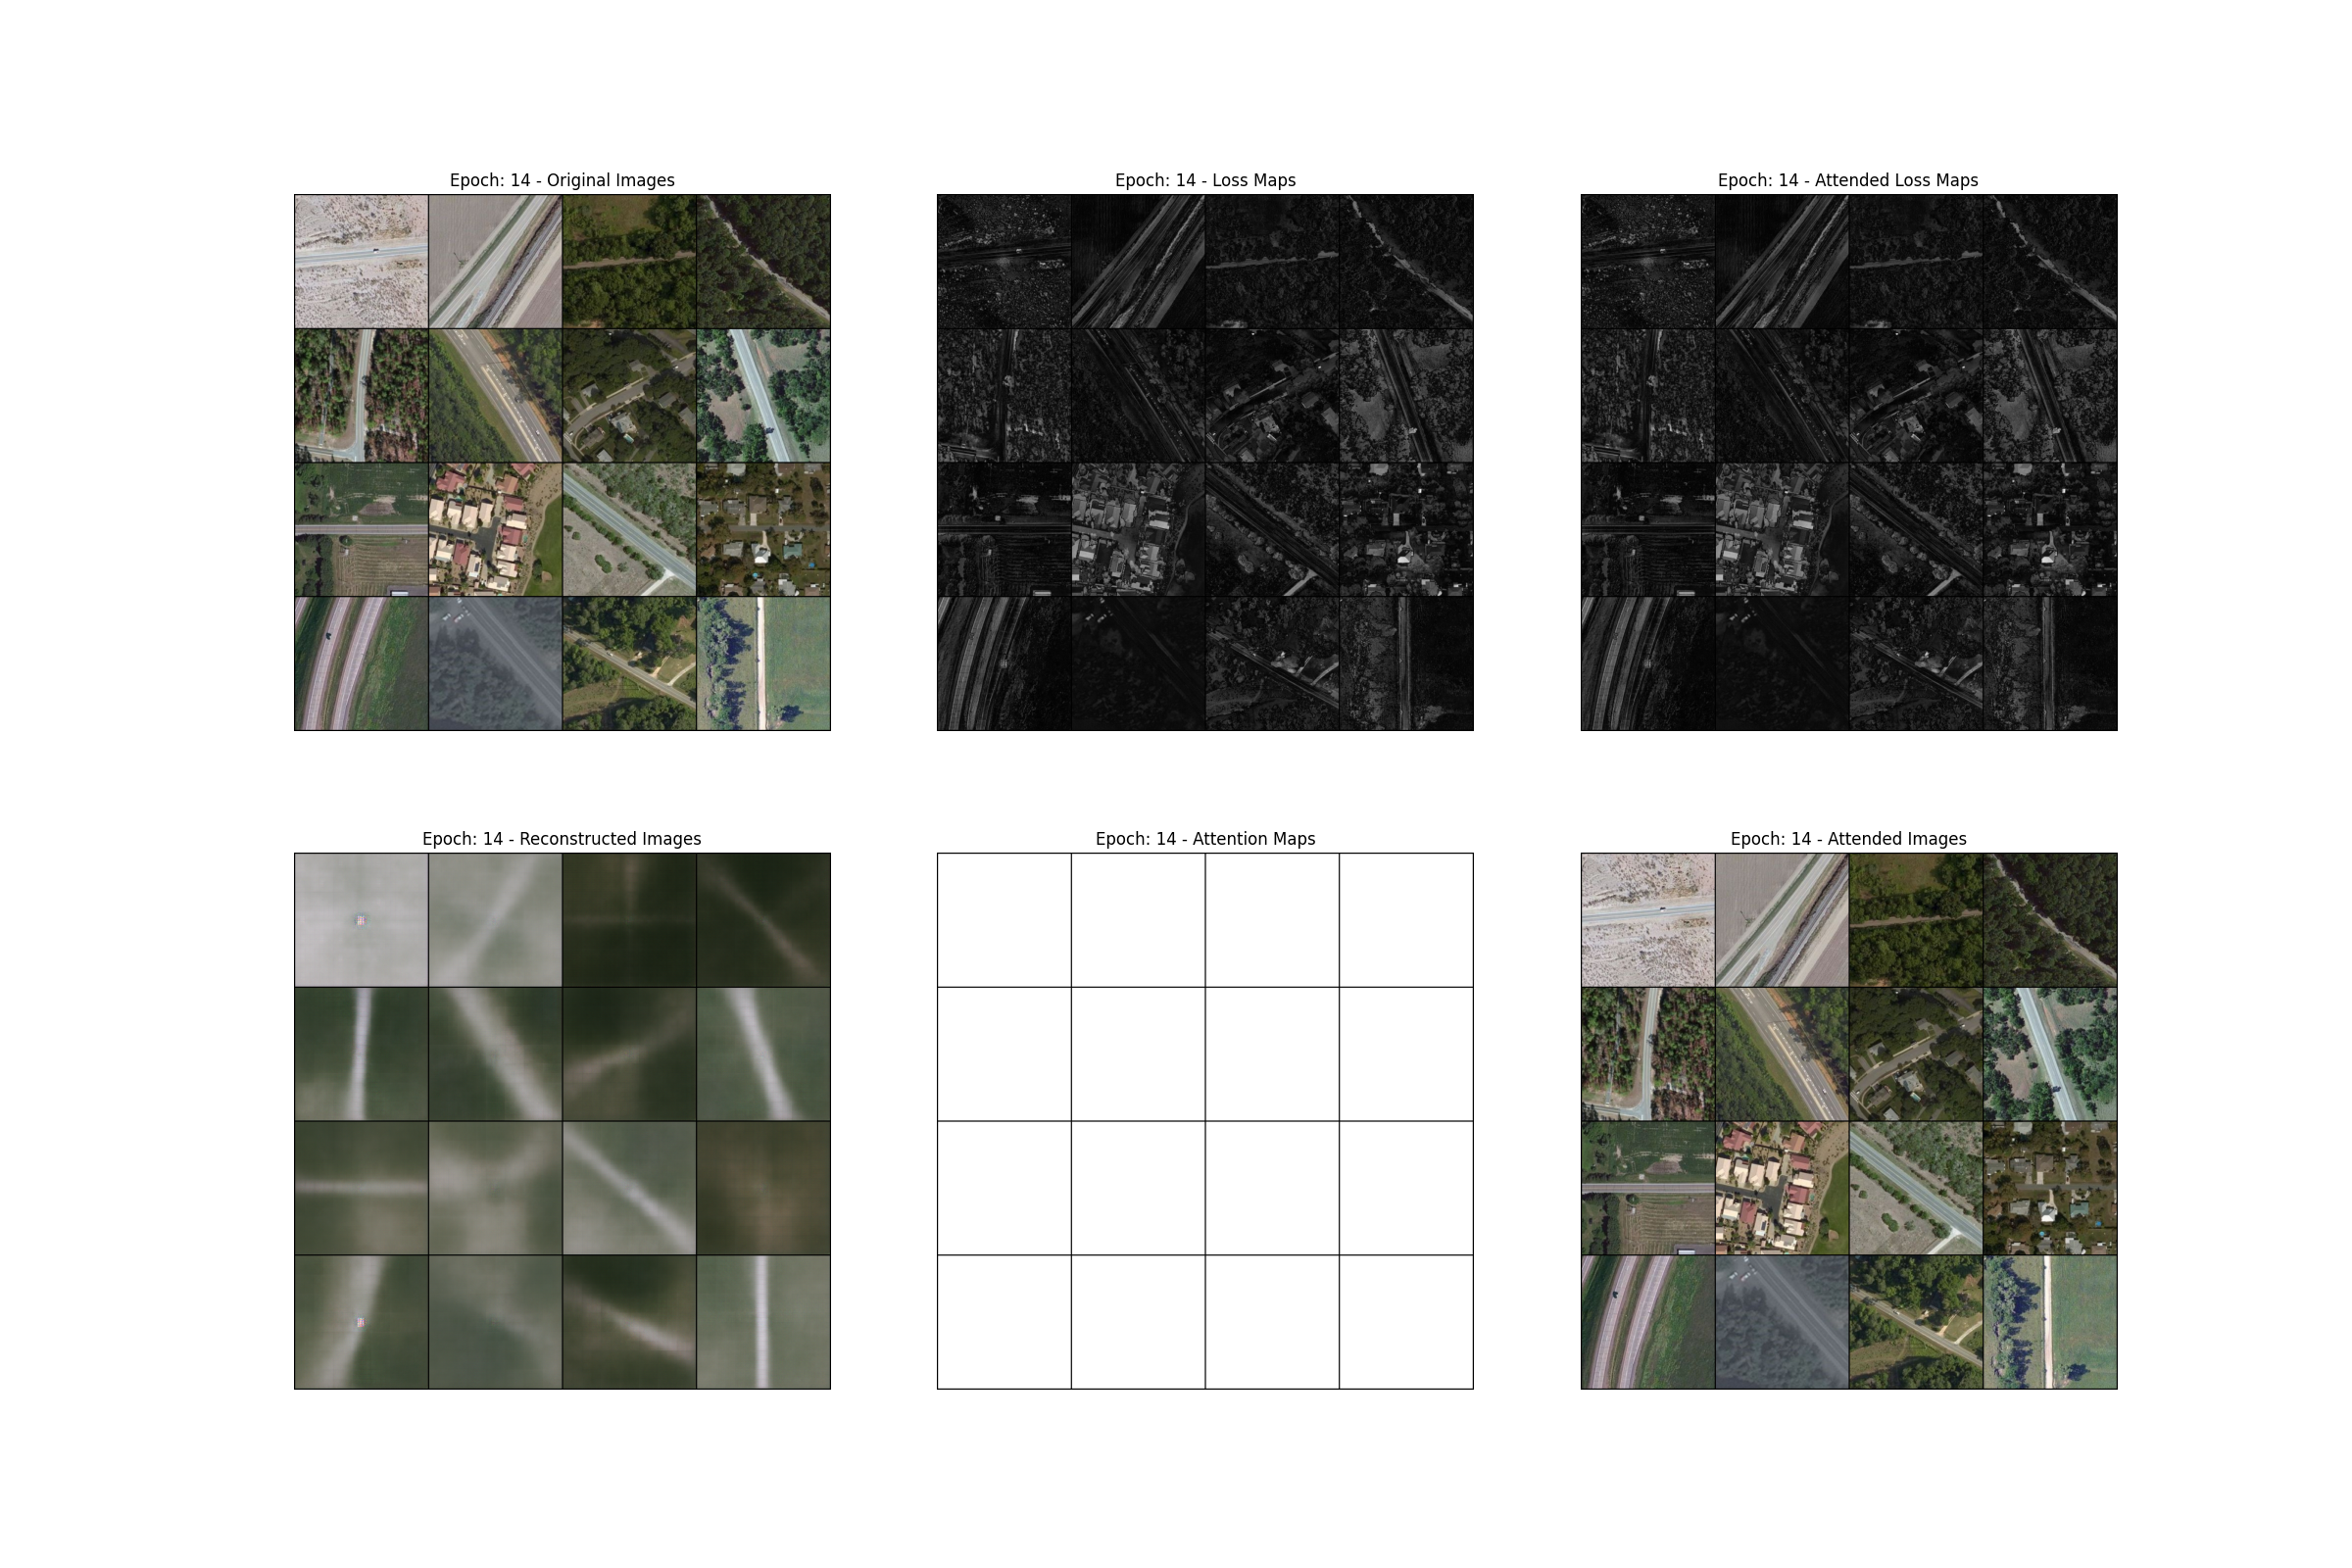 Epoch: 14 - Original Images
Epoch: 14 - Loss Maps
Epoch: 14 - Attended Loss Maps
Epoch: 14 - Reconstructed Images
Epoch: 14 - Attention Maps
Epoch: 14 - Attended Images